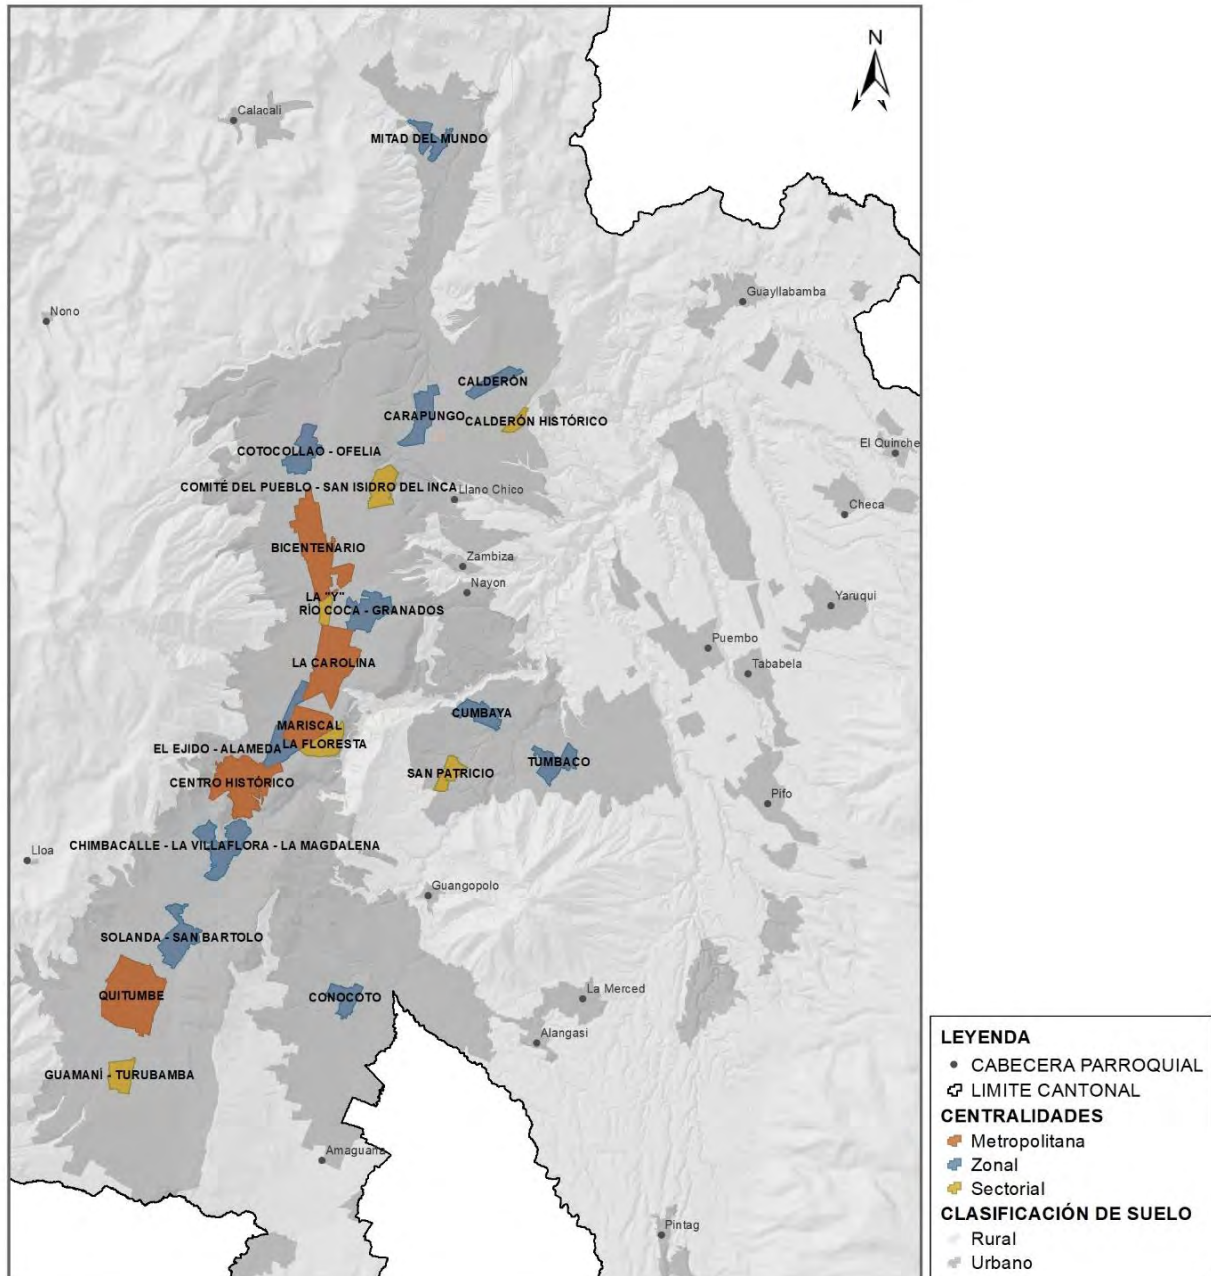 N
Calacali
MITAD DEL MUNDO
Guayllabamba
Nono
CALDERÓN
CARAPUNGO
CALDERÓN HISTÓRICO
El Quinche
COTOCOLLAO - OFELIA
COMITÉ DEL PUEBLO - SAN ISIDRO DEL INCA
Llano Chico
Checa
BICENTENARIO
Zambiza
Nayon
LA "Y"
RÍO COCA - GRANADOS
Yaruqui
Puembo
LA CAROLINA
Tababela
CUMBAYA
MARISCAL
LA FLORESTA
EL EJIDO - ALAMEDA
TUMBACO
SAN PATRICIO
CENTRO HISTÓRICO
Pifo
CHIMBACALLE - LA VILLAFLORA - LA MAGDALENA
Lloa
Guangopolo
SOLANDA - SAN BARTOLO
QUITUMBE
CONOCOTO
La Merced
Alangasi
GUAMANÍ - TURUBAMBA
Amaguaña
Pintag
LEYENDA
CABECERA PARROQUIAL
LIMITE CANTONAL
CENTRALIDADES
Metropolitana
Zonal
Sectorial
CLASIFICACIÓN DE SUELO
Rural
Urbano